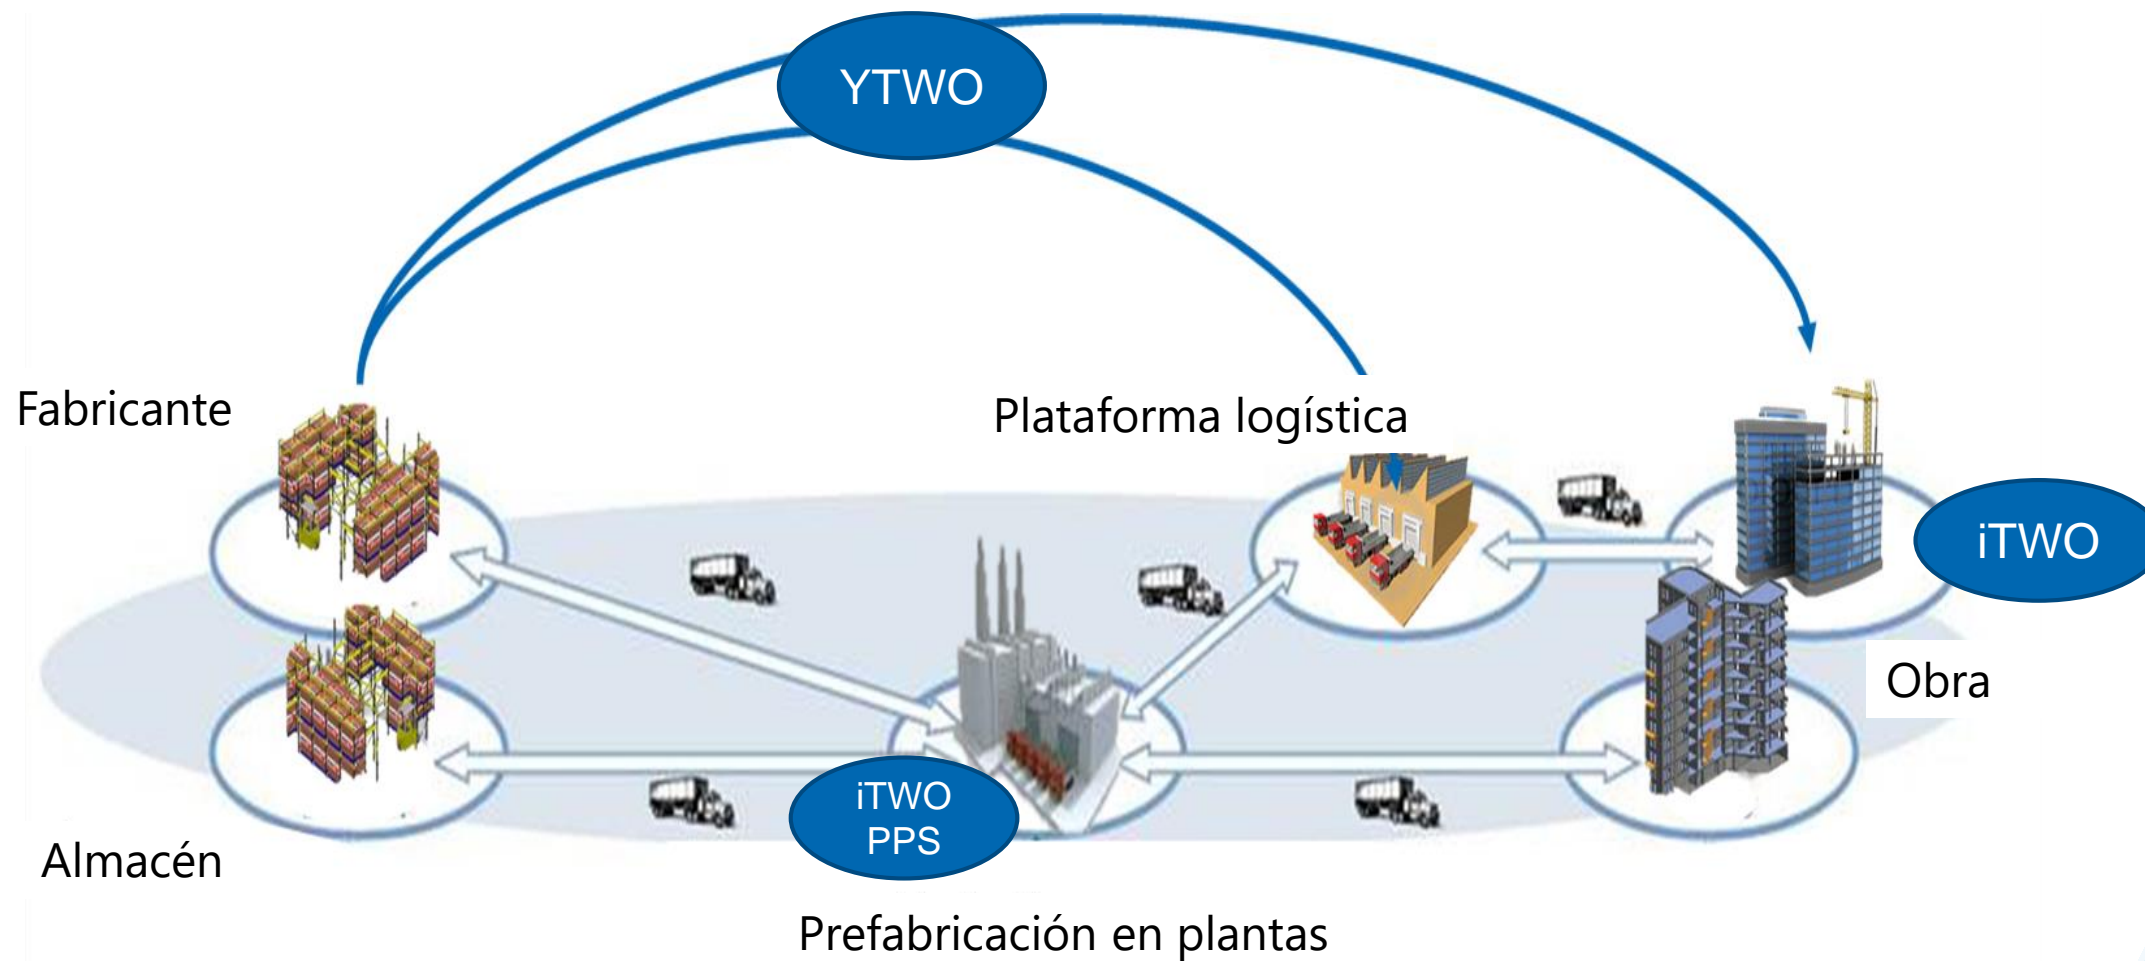 YTWO
Fabricante
Plataforma logística
iTWO
Obra
iTWO
PPS
Almacén
Prefabricación en plantas